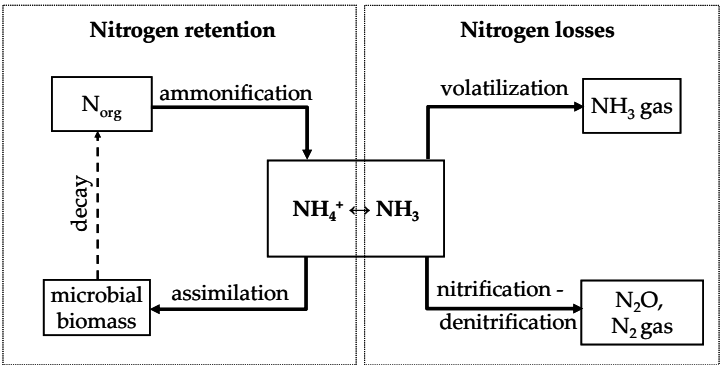 Nitrogen retention
Nitrogen losses
N_org
ammonification
volatilization
NH₃ gas
NH₄⁺ ↔ NH₃
decay
microbial
biomass
assimilation
nitrification -
denitrification
N₂O,
N₂ gas